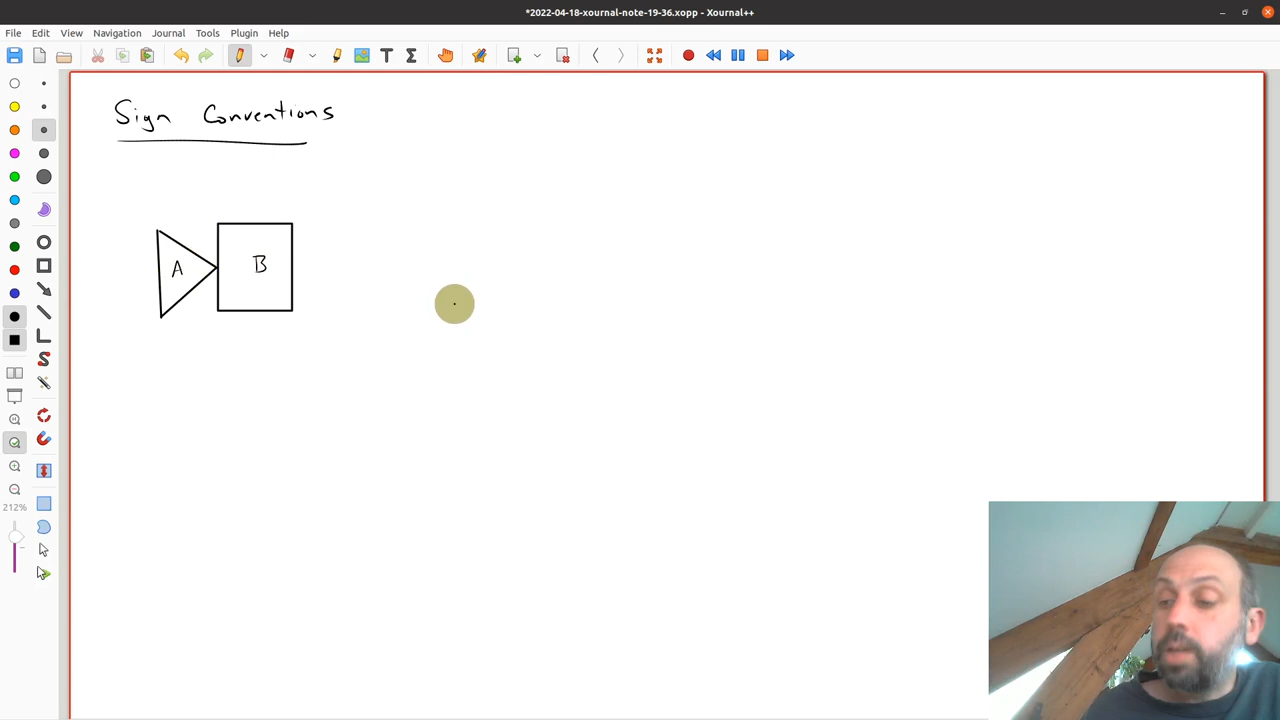 *2022-04-18-xournal-note-19-36.xopp - Xournal++
File Edit View Navigation Journal Tools Plugin Help
Sign Conventions
A B
212%